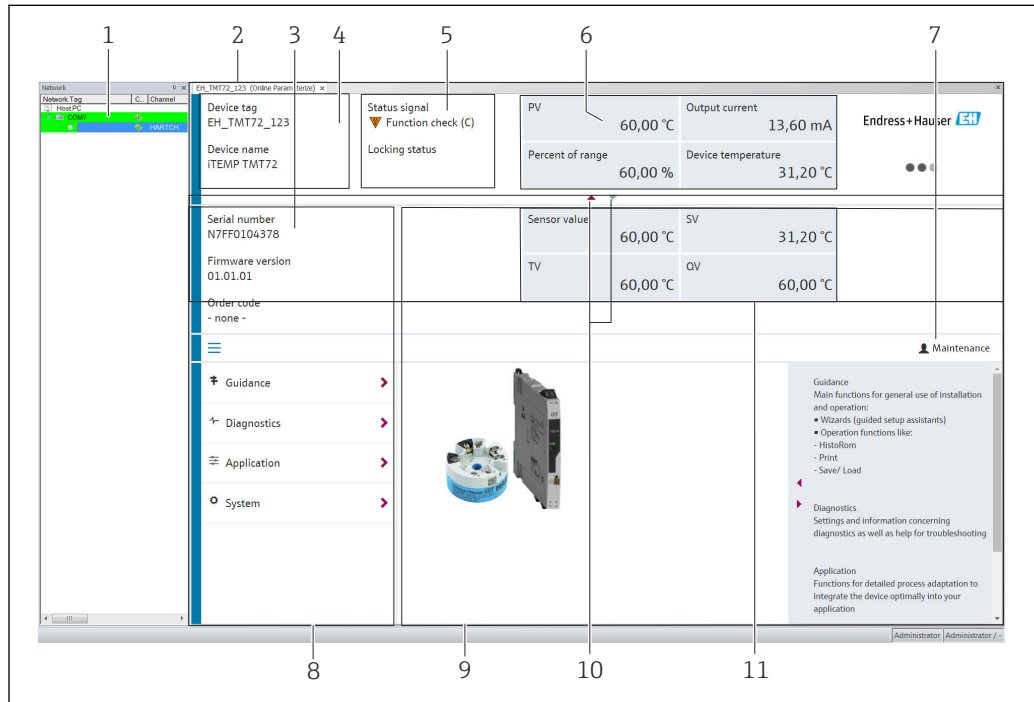 1 2 3 4 5 6 7
Network
EH_TMT72_123 (Online Parameterize)
Network Tag C... Channel
Host PC
COM7
HARTCH
Device tag
EH_TMT72_123
Device name
iTEMP TMT72
Status signal
Function check (C)
Locking status
PV
60,00 °C
Output current
13,60 mA
Percent of range
60,00 %
Device temperature
31,20 °C
Endress+Hauser EH
Serial number
N7FF0104378
Firmware version
01.01.01
Order code
- none -
Sensor value
60,00 °C
SV
31,20 °C
TV
60,00 °C
QV
60,00 °C
Maintenance
Guidance
Diagnostics
Application
System
Guidance
Main functions for general use of installation
and operation:
▪ Wizards (guided setup assistants)
▪ Operation functions like:
- HistoRom
- Print
- Save/ Load
Diagnostics
Settings and information concerning
diagnostics as well as help for troubleshooting
Application
Functions for detailed process adaptation to
integrate the device optimally into your
application
Administrator Administrator / -
8 9 10 11